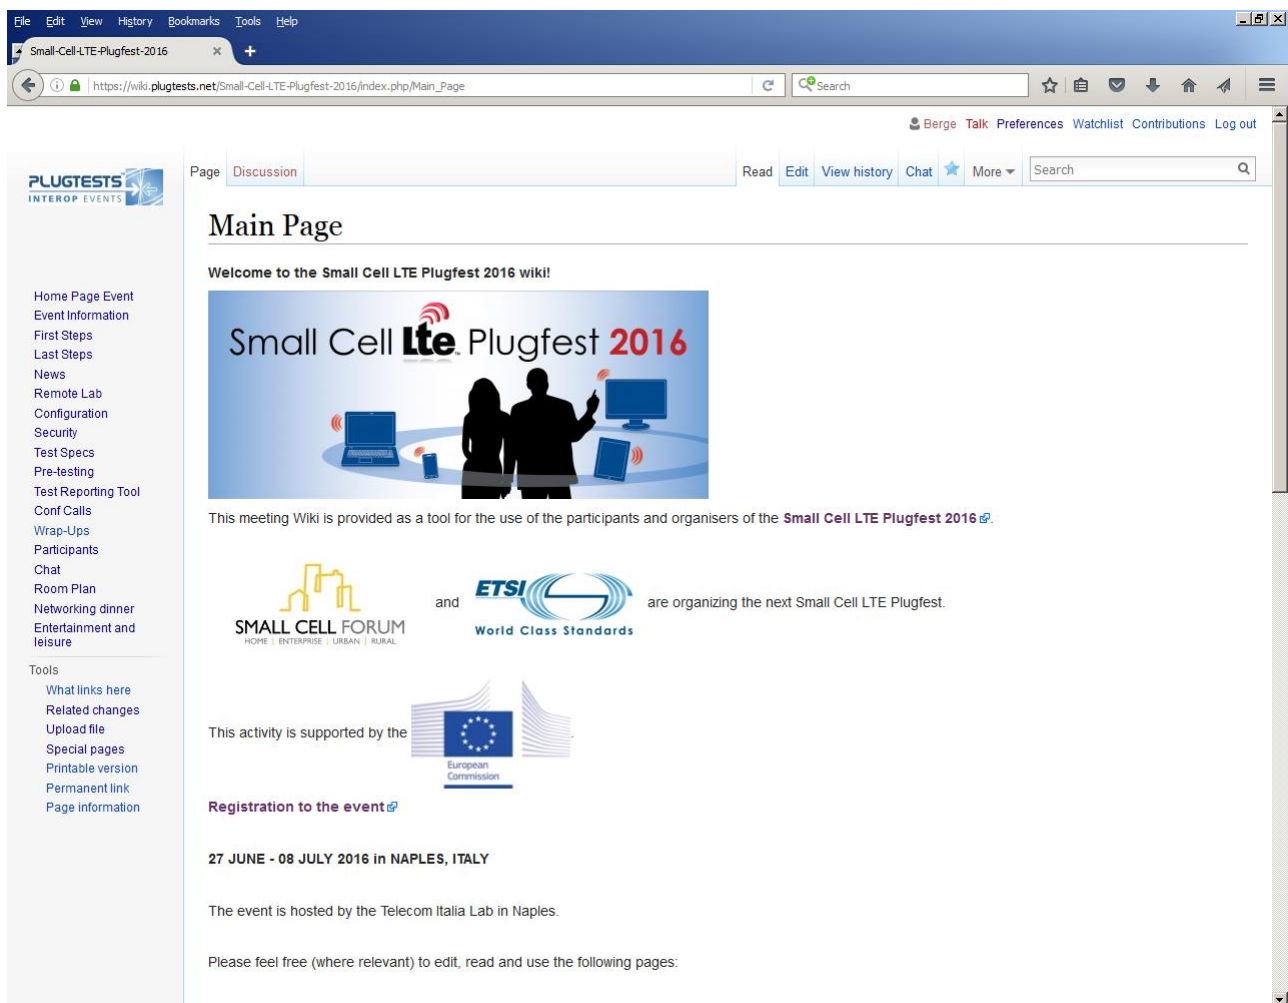 File Edit View History Bookmarks Tools Help
Small-Cell-LTE-Plugfest-2016
https://wiki.plugtests.net/Small-Cell-LTE-Plugfest-2016/index.php/Main_Page
Search
Berge Talk Preferences Watchlist Contributions Log out
PLUGTESTS™
INTEROP EVENTS
Page Discussion
Read Edit View history Chat More Search
Main Page
Welcome to the Small Cell LTE Plugfest 2016 wiki!
Small Cell Lte™ Plugfest 2016
This meeting Wiki is provided as a tool for the use of the participants and organisers of the Small Cell LTE Plugfest 2016.
SMALL CELL FORUM
HOME | ENTERPRISE | URBAN | RURAL
and
ETSI
World Class Standards
are organizing the next Small Cell LTE Plugfest.
This activity is supported by the
European
Commission
.
Registration to the event
27 JUNE - 08 JULY 2016 in NAPLES, ITALY
The event is hosted by the Telecom Italia Lab in Naples.
Please feel free (where relevant) to edit, read and use the following pages:
Home Page Event
Event Information
First Steps
Last Steps
News
Remote Lab
Configuration
Security
Test Specs
Pre-testing
Test Reporting Tool
Conf Calls
Wrap-Ups
Participants
Chat
Room Plan
Networking dinner
Entertainment and
leisure
Tools
What links here
Related changes
Upload file
Special pages
Printable version
Permanent link
Page information